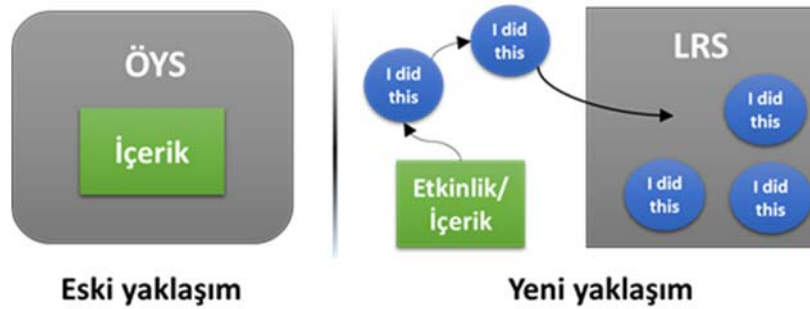 ÖYS
İçerik
Eski yaklaşım
I did
this
I did
this
Etkinlik/
İçerik
LRS
I did
this
I did
this
I did
this
Yeni yaklaşım